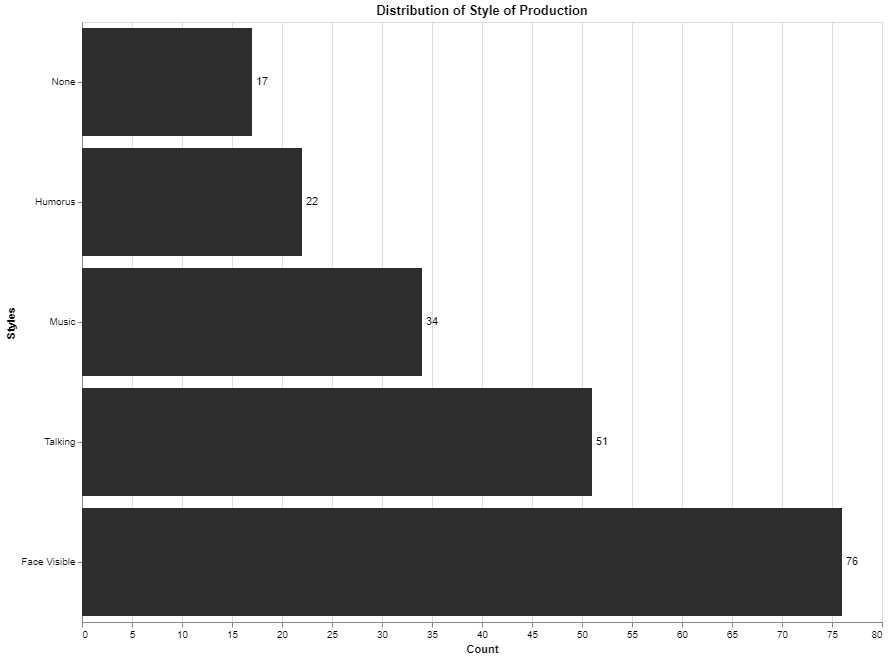 Distribution of Style of Production
None
17
Humorus
22
Music
34
Styles
Talking
51
Face Visible
76
0 5 10 15 20 25 30 35 40 45 50 55 60 65 70 75 80
Count